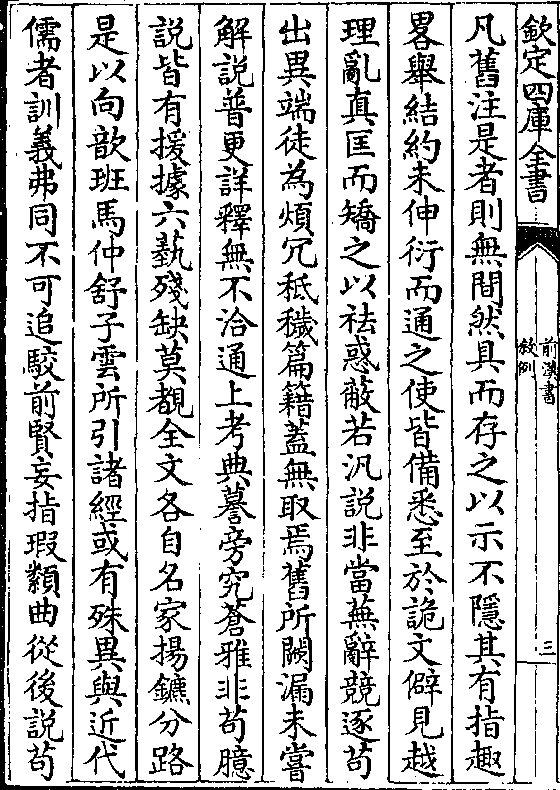 欽定四庫全書
前漢書
敘例
三
凡舊注是者則無間然具而存之以示不隱其有指趣
畧舉結約未伸衍而通之使皆備悉至於詭文僻見越
理亂真匡而矯之以袪惑蔽若汎說非當蕪辭競逐苟
出異端徒為煩冗秪穢篇籍蓋無取焉舊所闕漏未嘗
解說普更詳釋無不洽通上考典謩旁究蒼雅非茍臆
說皆有援據六藝殘缺莫覩全文各自名家揚鑣分路
是以向歆班馬仲舒子雲所引諸經或有殊異與近代
儒者訓義弗同不可追駮前賢妄指瑕纇曲從後説苟